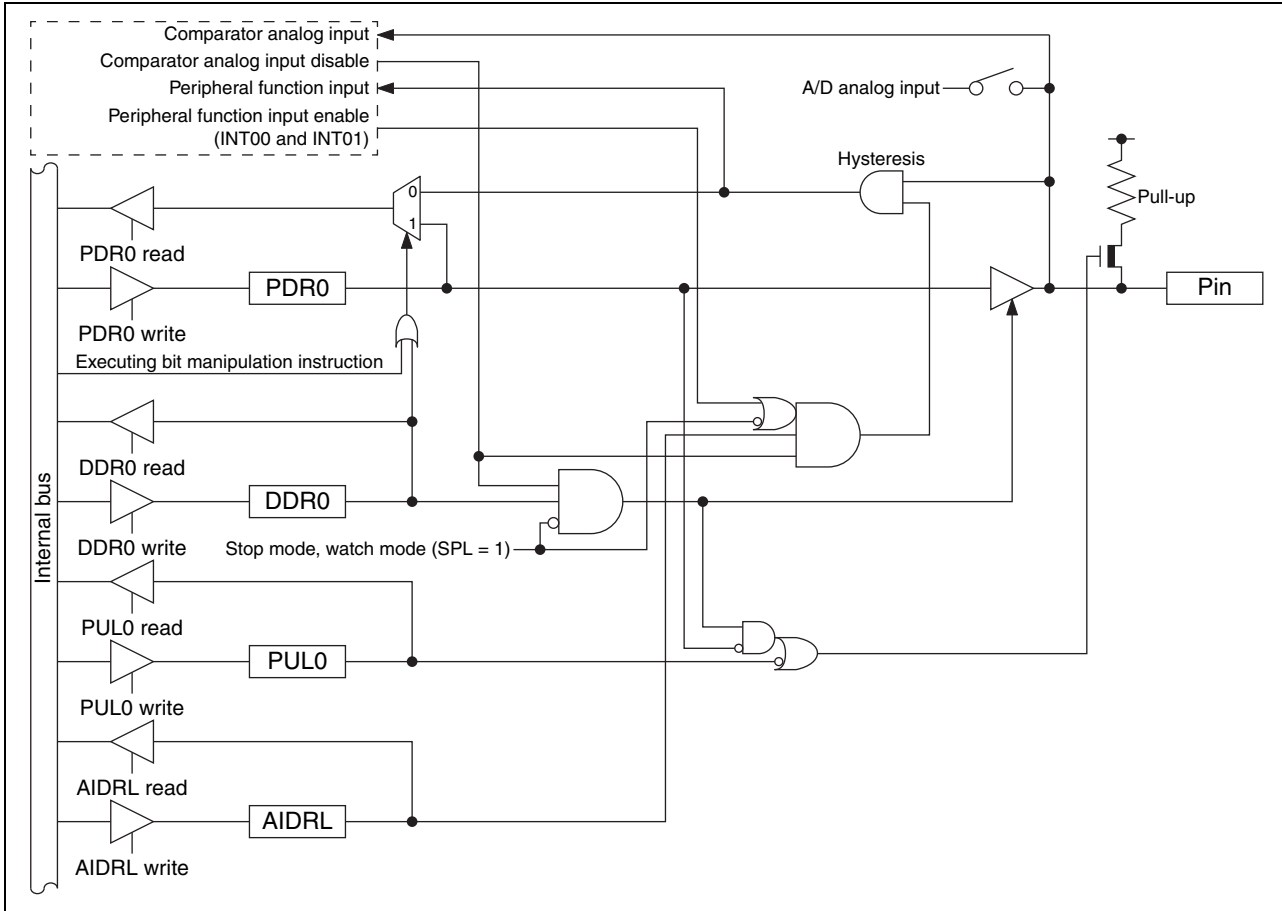 Comparator analog input
Comparator analog input disable
Peripheral function input
Peripheral function input enable
(INT00 and INT01)
A/D analog input
Hysteresis
Pull-up
0
1
PDR0 read
PDR0
Pin
PDR0 write
Executing bit manipulation instruction
DDR0 read
DDR0
DDR0 write
Stop mode, watch mode (SPL = 1)
Internal bus
PUL0 read
PUL0
PUL0 write
AIDRL read
AIDRL
AIDRL write